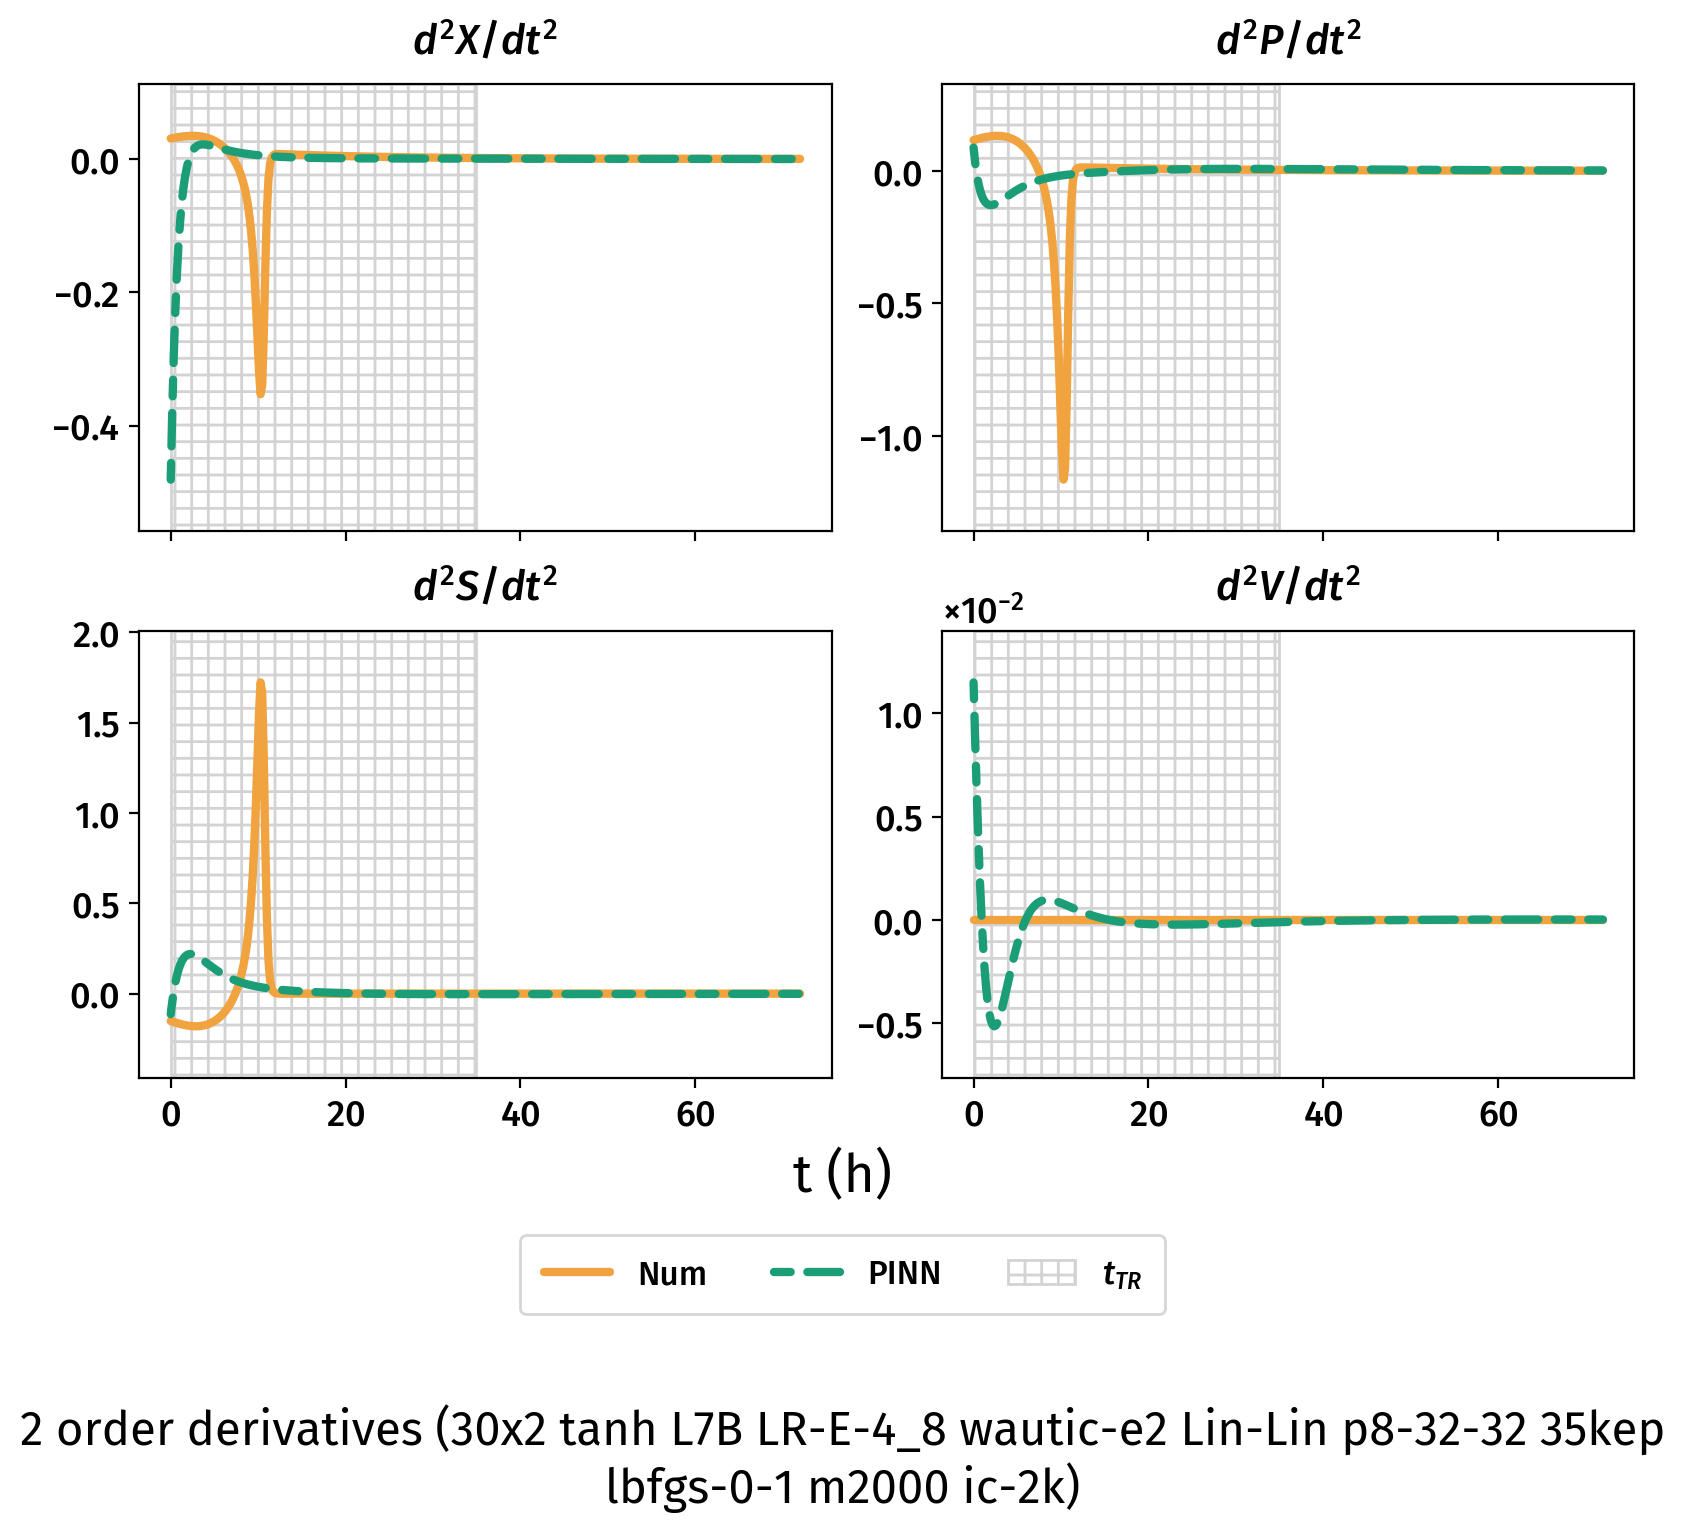 d²X/dt²
d²P/dt²
0.0
−0.2
−0.4
0.0
−0.5
−1.0
d²S/dt²
d²V/dt²
×10⁻²
2.0
1.5
1.0
0.5
0.0
1.0
0.5
0.0
−0.5
0 20 40 60
0 20 40 60
t (h)
Num PINN t_TR
2 order derivatives (30x2 tanh L7B LR-E-4_8 wautic-e2 Lin-Lin p8-32-32 35kep
lbfgs-0-1 m2000 ic-2k)